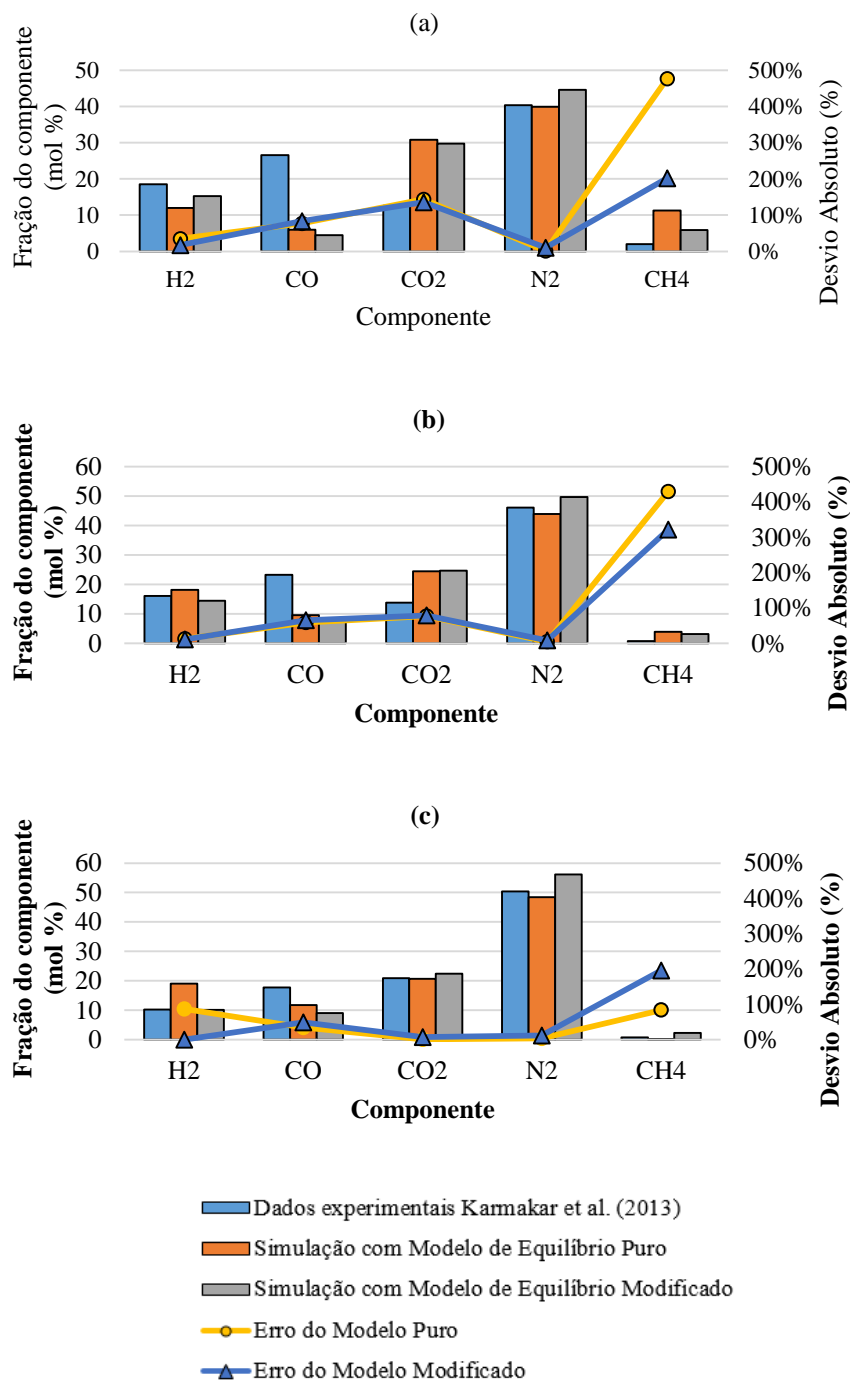 (a)
Fração do componente
(mol %)
50
40
30
20
10
0
500%
400%
300%
200%
100%
0%
Desvio Absoluto (%)
H2 CO CO2 N2 CH4
Componente
(b)
Fração do componente
(mol %)
60
50
40
30
20
10
0
500%
400%
300%
200%
100%
0%
Desvio Absoluto (%)
H2 CO CO2 N2 CH4
Componente
(c)
Fração do componente
(mol %)
60
50
40
30
20
10
0
500%
400%
300%
200%
100%
0%
Desvio Absoluto (%)
H2 CO CO2 N2 CH4
Componente
Dados experimentais Karmakar et al. (2013)
Simulação com Modelo de Equilíbrio Puro
Simulação com Modelo de Equilíbrio Modificado
Erro do Modelo Puro
Erro do Modelo Modificado